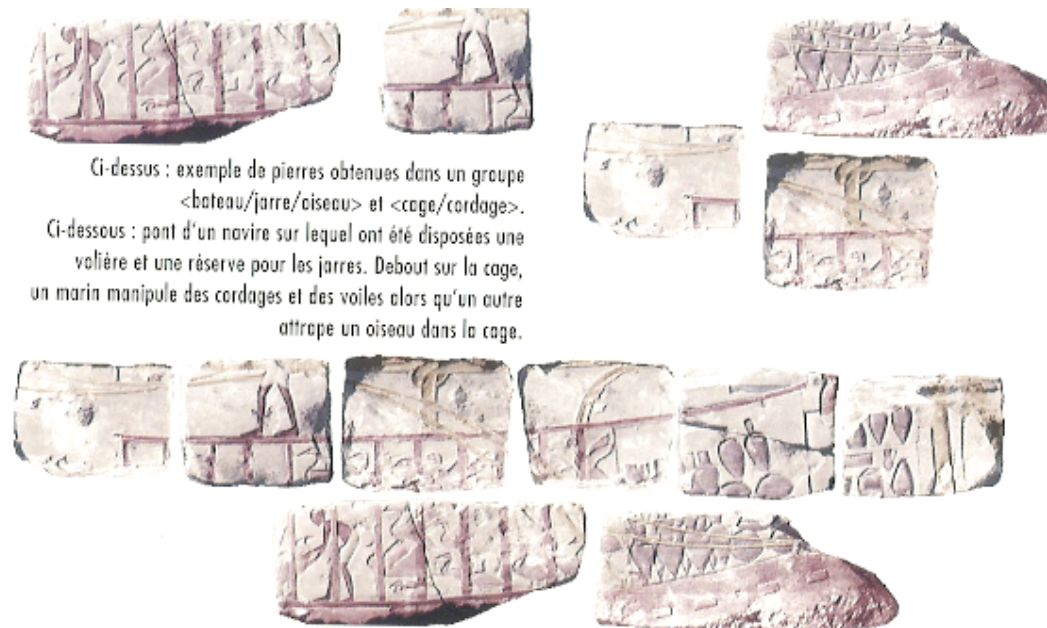 Ci-dessus : exemple de pierres obtenues dans un groupe
<bateau/jarre/oiseau> et <cage/cordage>.
Ci-dessous : pont d'un navire sur lequel ont été disposées une
volière et une réserve pour les jarres. Debout sur la cage,
un marin manipule des cordages et des voiles alors qu'un autre
attrape un oiseau dans la cage.